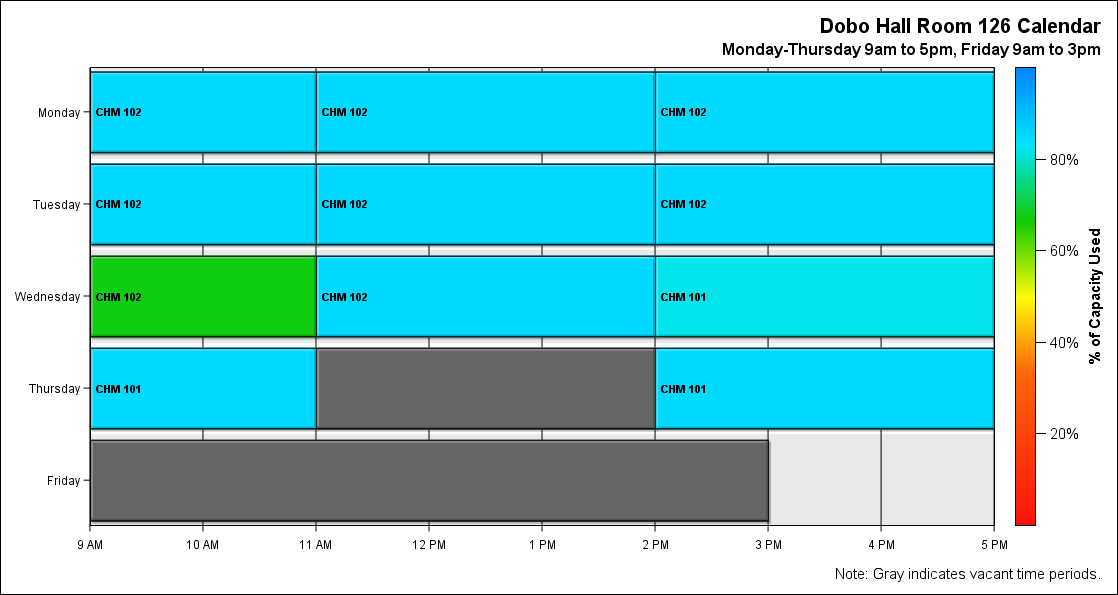 Dobo Hall Room 126 Calendar
Monday-Thursday 9am to 5pm, Friday 9am to 3pm
Monday
CHM 102
CHM 102
CHM 102
Tuesday
CHM 102
CHM 102
CHM 102
Wednesday
CHM 102
CHM 102
CHM 101
Thursday
CHM 101
CHM 101
Friday
9 AM
10 AM
11 AM
12 PM
1 PM
2 PM
3 PM
4 PM
5 PM
80%
60%
40%
20%
% of Capacity Used
Note: Gray indicates vacant time periods.